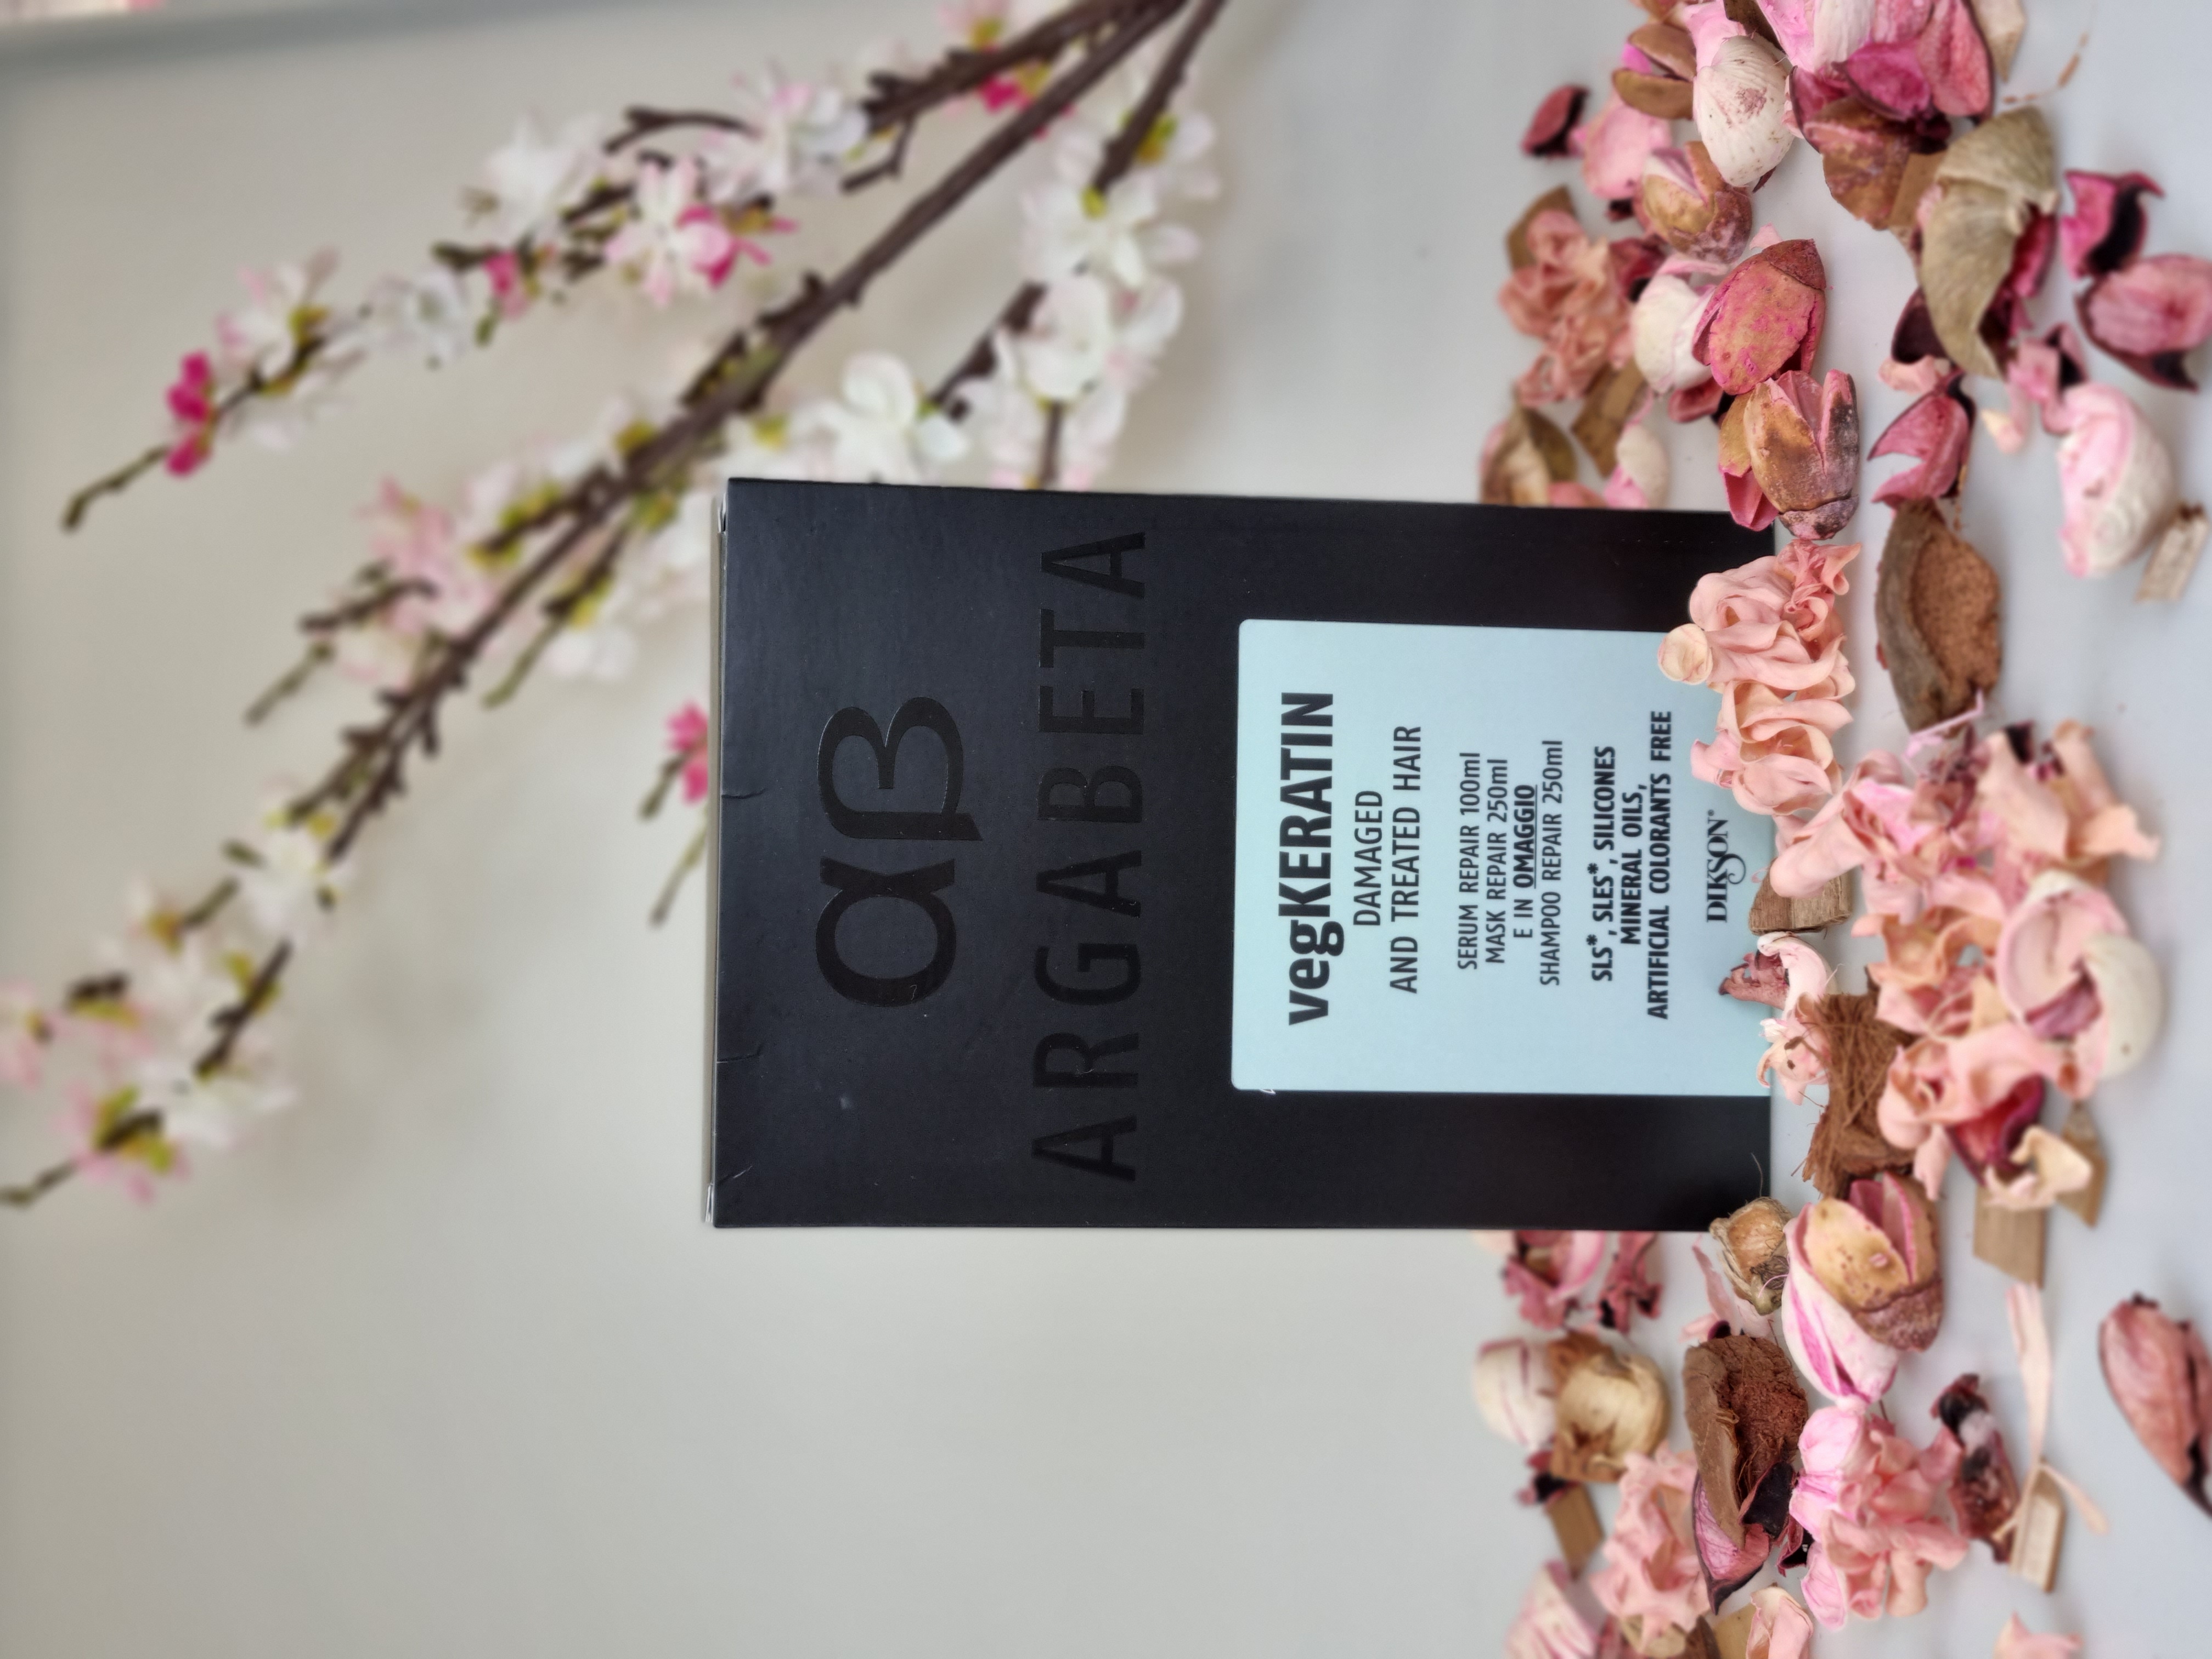 αβ
ARGABETA
vegKERATIN
DAMAGED
AND TREATED HAIR
SERUM REPAIR 100ml
MASK REPAIR 250ml
E IN OMAGGIO
SHAMPOO REPAIR 250ml
SLS*, SLES*, SILICONES
MINERAL OILS,
ARTIFICIAL COLORANTS FREE
DIKSON®